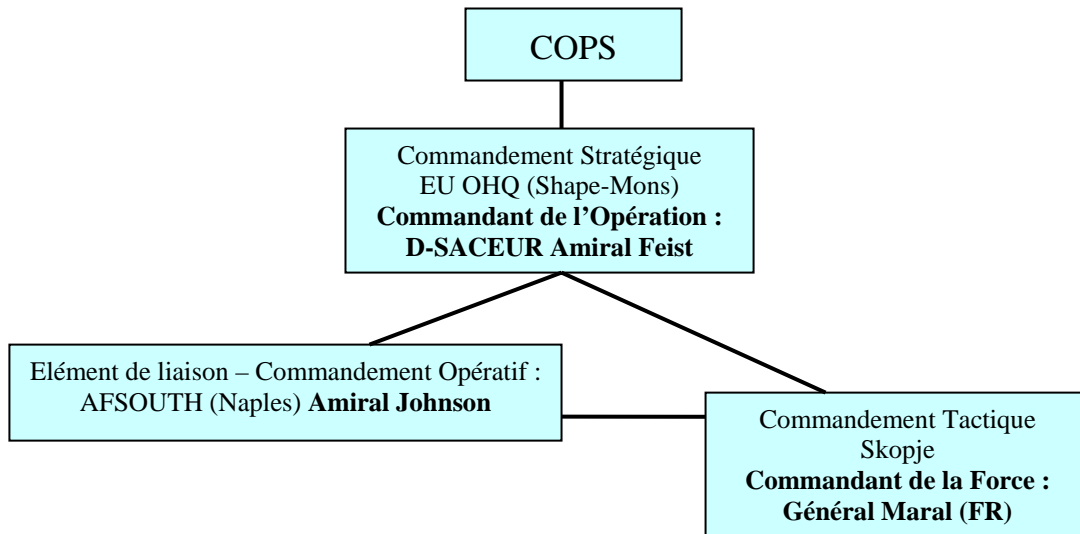 COPS
Commandement Stratégique
EU OHQ (Shape-Mons)
Commandant de l’Opération :
D-SACEUR Amiral Feist
Elément de liaison – Commandement Opératif :
AFSOUTH (Naples) Amiral Johnson
Commandement Tactique
Skopje
Commandant de la Force :
Général Maral (FR)